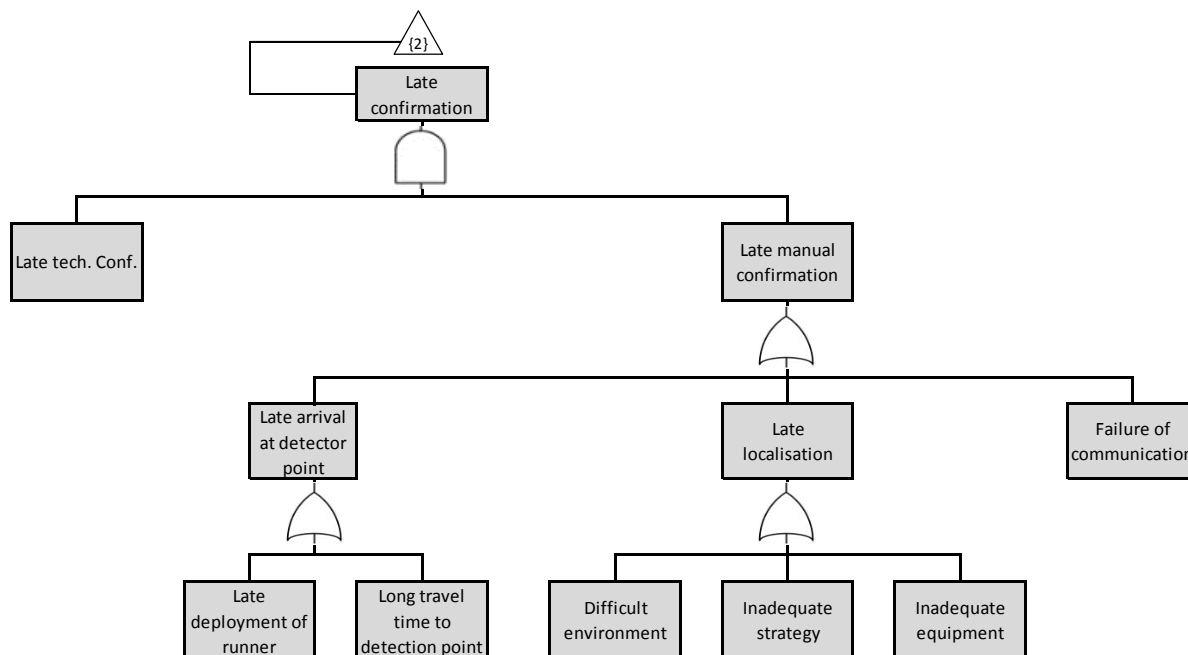 {2}
Late
confirmation
Late tech. Conf.
Late manual
confirmation
Late arrival
at detector
point
Late
localisation
Failure of
communication
Late
deployment of
runner
Long travel
time to
detection point
Difficult
environment
Inadequate
strategy
Inadequate
equipment